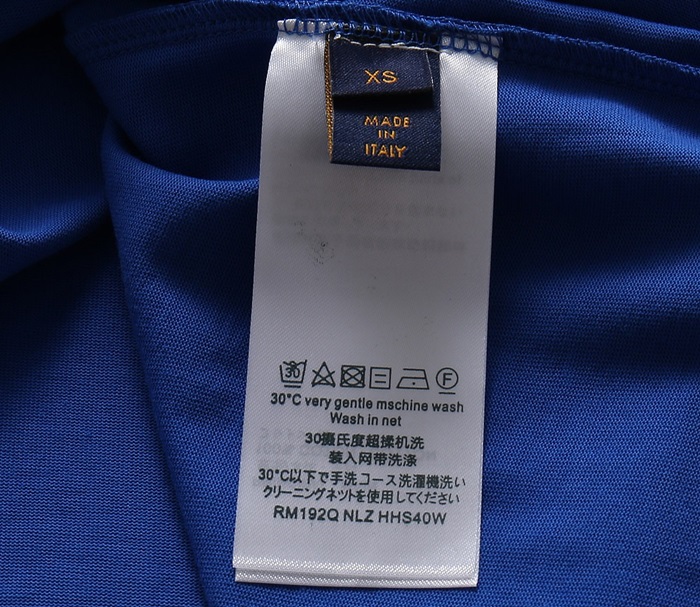 XS
MADE
IN
ITALY
30
F
30°C very gentle mschine wash
Wash in net
30摄氏度超揉机洗
装入网带洗涤
30°C以下で手洗コース洗濯機洗い
クリーニングネットを使用してください
RM192Q NLZ HHS40W